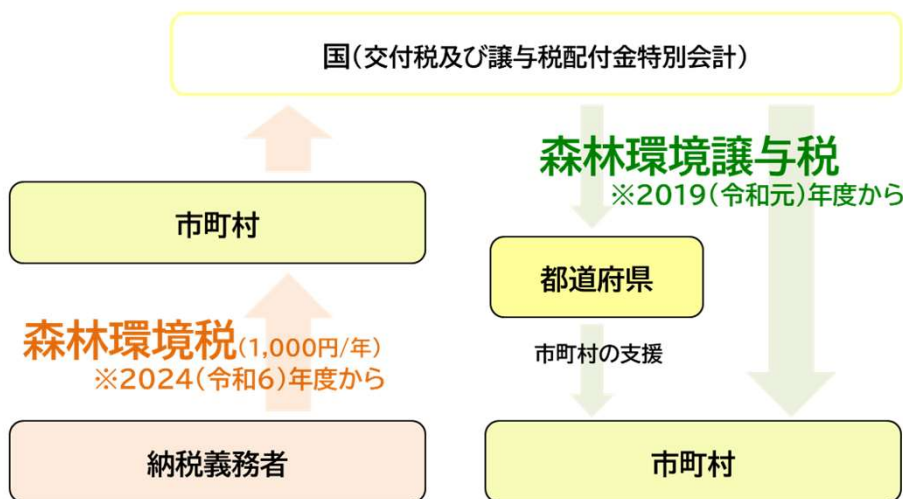 国(交付税及び譲与税配付金特別会計)
森林環境譲与税
※2019(令和元)年度から
市町村
都道府県
森林環境税(1,000円/年)
※2024(令和6)年度から
市町村の支援
納税義務者
市町村